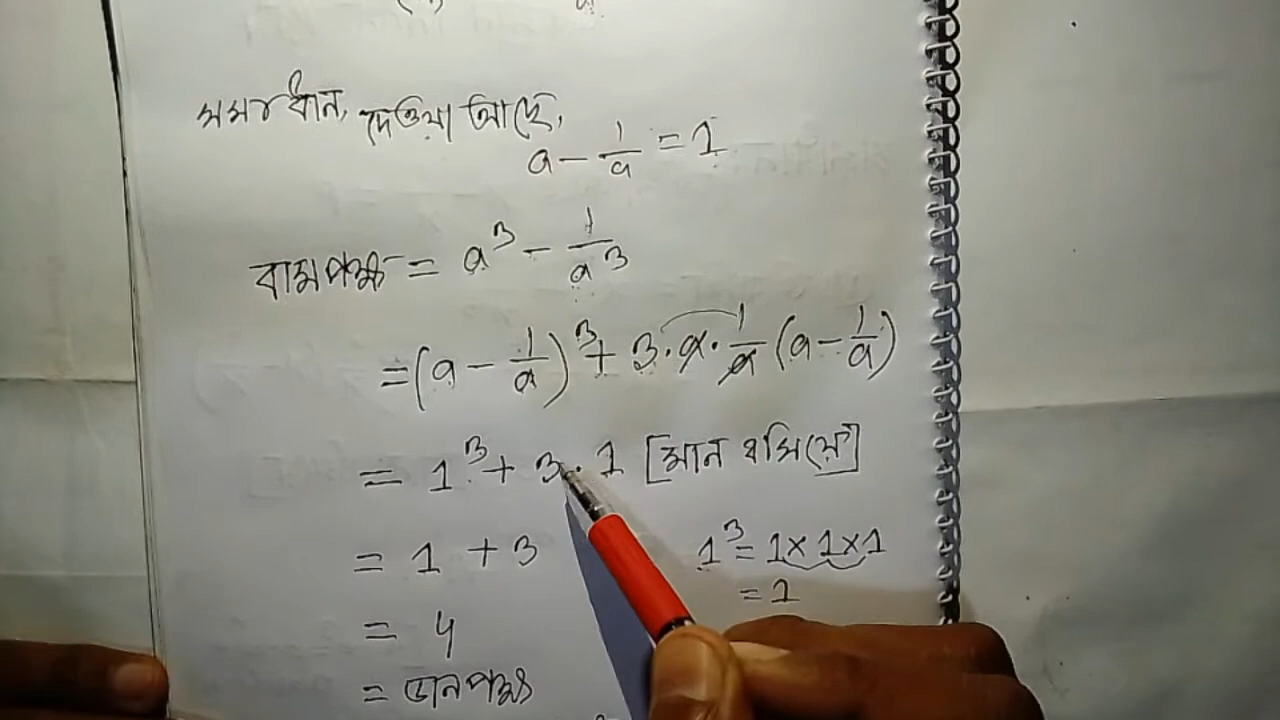 সমাধান, দেওয়া আছে,
a - 1/a = 1
বামপক্ষ = a³ - 1/a³
= (a - 1/a)³ + 3·a·1/a (a - 1/a)
= 1³ + 3·1 [মান বসিয়ে]
= 1 + 3
1³ = 1×1×1
= 1
= 4
= ডানপক্ষ